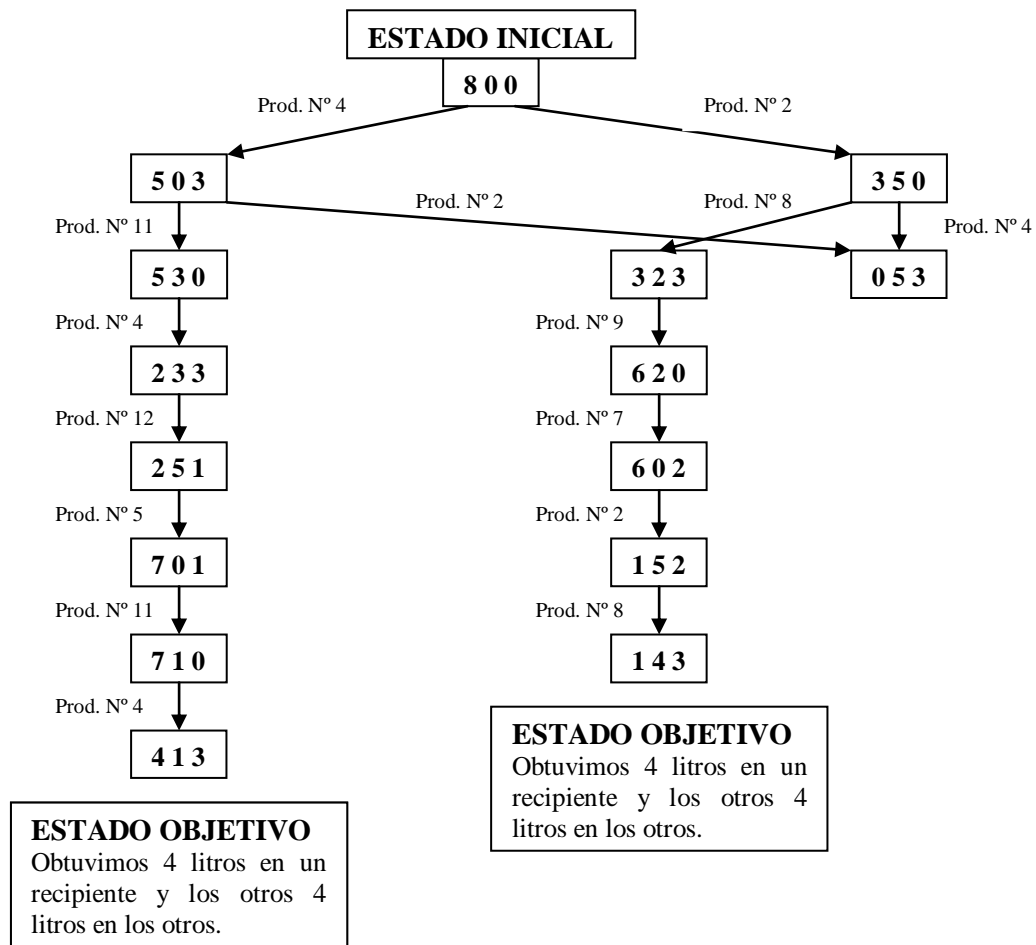 ESTADO INICIAL
8 0 0
Prod. Nº 4
Prod. Nº 2
5 0 3
3 5 0
Prod. Nº 11
Prod. Nº 2
Prod. Nº 8
Prod. Nº 4
5 3 0
3 2 3
0 5 3
Prod. Nº 4
Prod. Nº 9
2 3 3
6 2 0
Prod. Nº 12
Prod. Nº 7
2 5 1
6 0 2
Prod. Nº 5
Prod. Nº 2
7 0 1
1 5 2
Prod. Nº 11
Prod. Nº 8
7 1 0
1 4 3
Prod. Nº 4
4 1 3
ESTADO OBJETIVO
Obtuvimos 4 litros en un
recipiente y los otros 4
litros en los otros.
ESTADO OBJETIVO
Obtuvimos 4 litros en un
recipiente y los otros 4
litros en los otros.